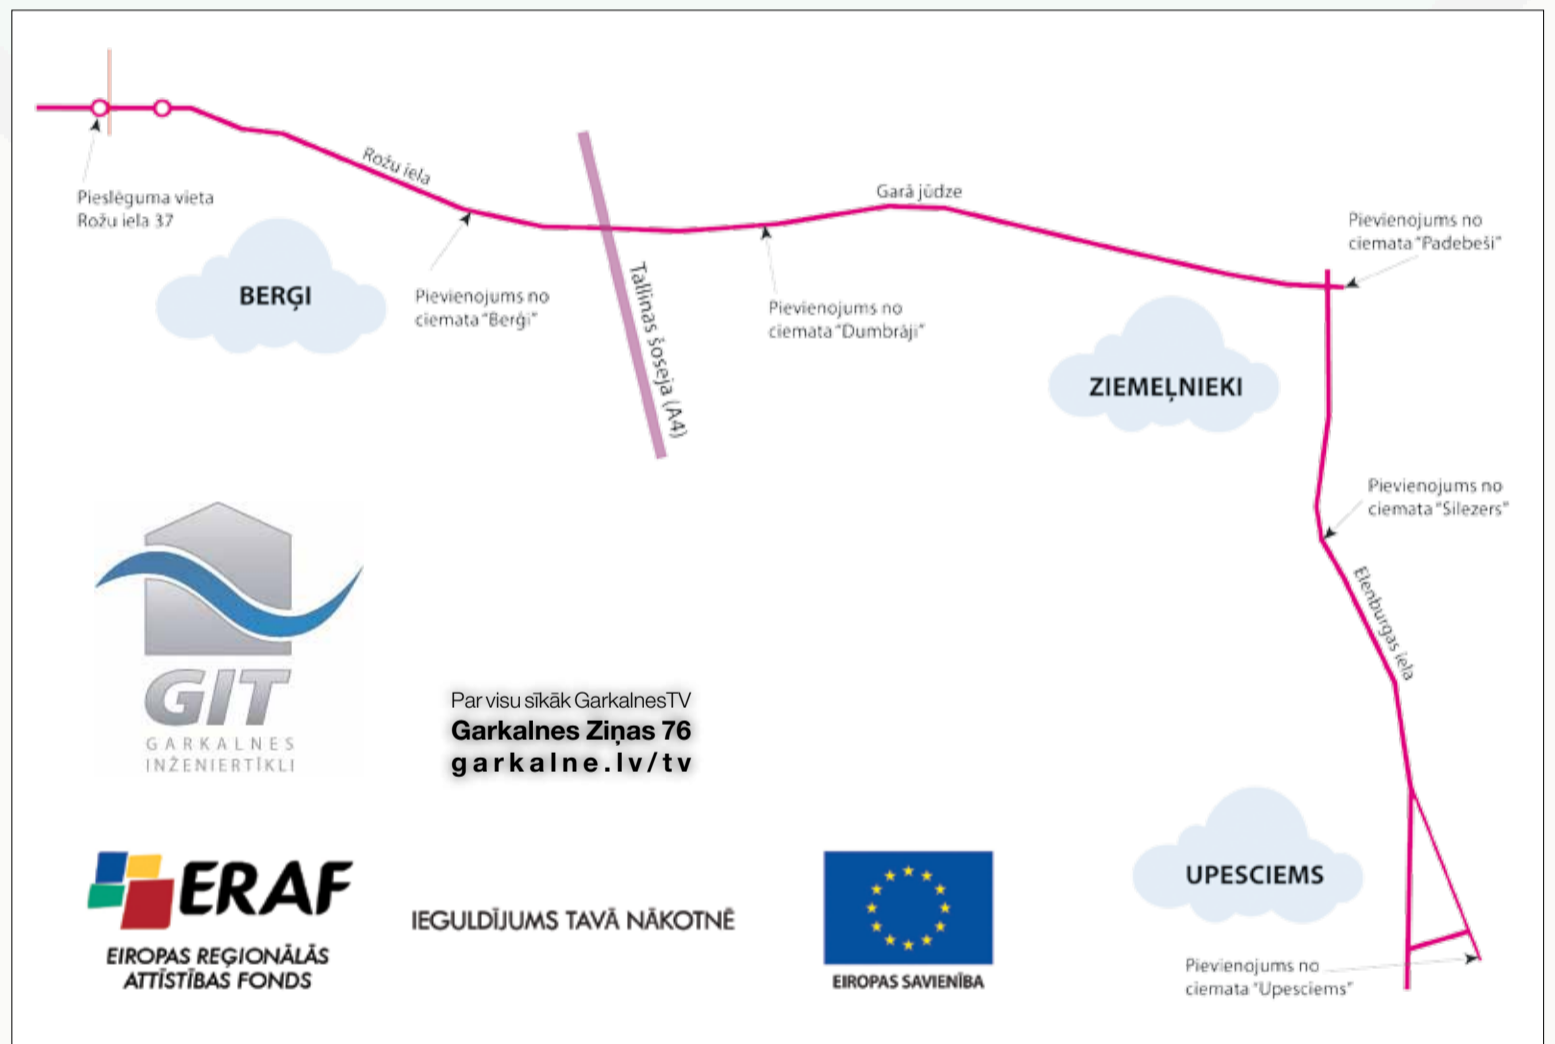 Rožu iela
Pieslēguma vieta
Rožu iela 37
BERĢI
Pievienojums no
ciemata “Berģi”
Tallinas šoseja (A4)
Garā jūdze
Pievienojums no
ciemata “Dumbrāji”
Pievienojums no
ciemata “Padebeši”
ZIEMEĻNIEKI
Pievienojums no
ciemata “Silezers”
Elenburgas iela
GIT
GARKALNES
INŽENIERTĪKLI
Par visu sīkāk GarkalnesTV
Garkalnes Ziņas 76
garkalne.lv/tv
UPESCIEMS
Pievienojums no
ciemata “Upesciems”
ERAF
EIROPAS REĢIONĀLĀS
ATTĪSTĪBAS FONDS
IEGULDĪJUMS TAVĀ NĀKOTNĒ
EIROPAS SAVIENĪBA